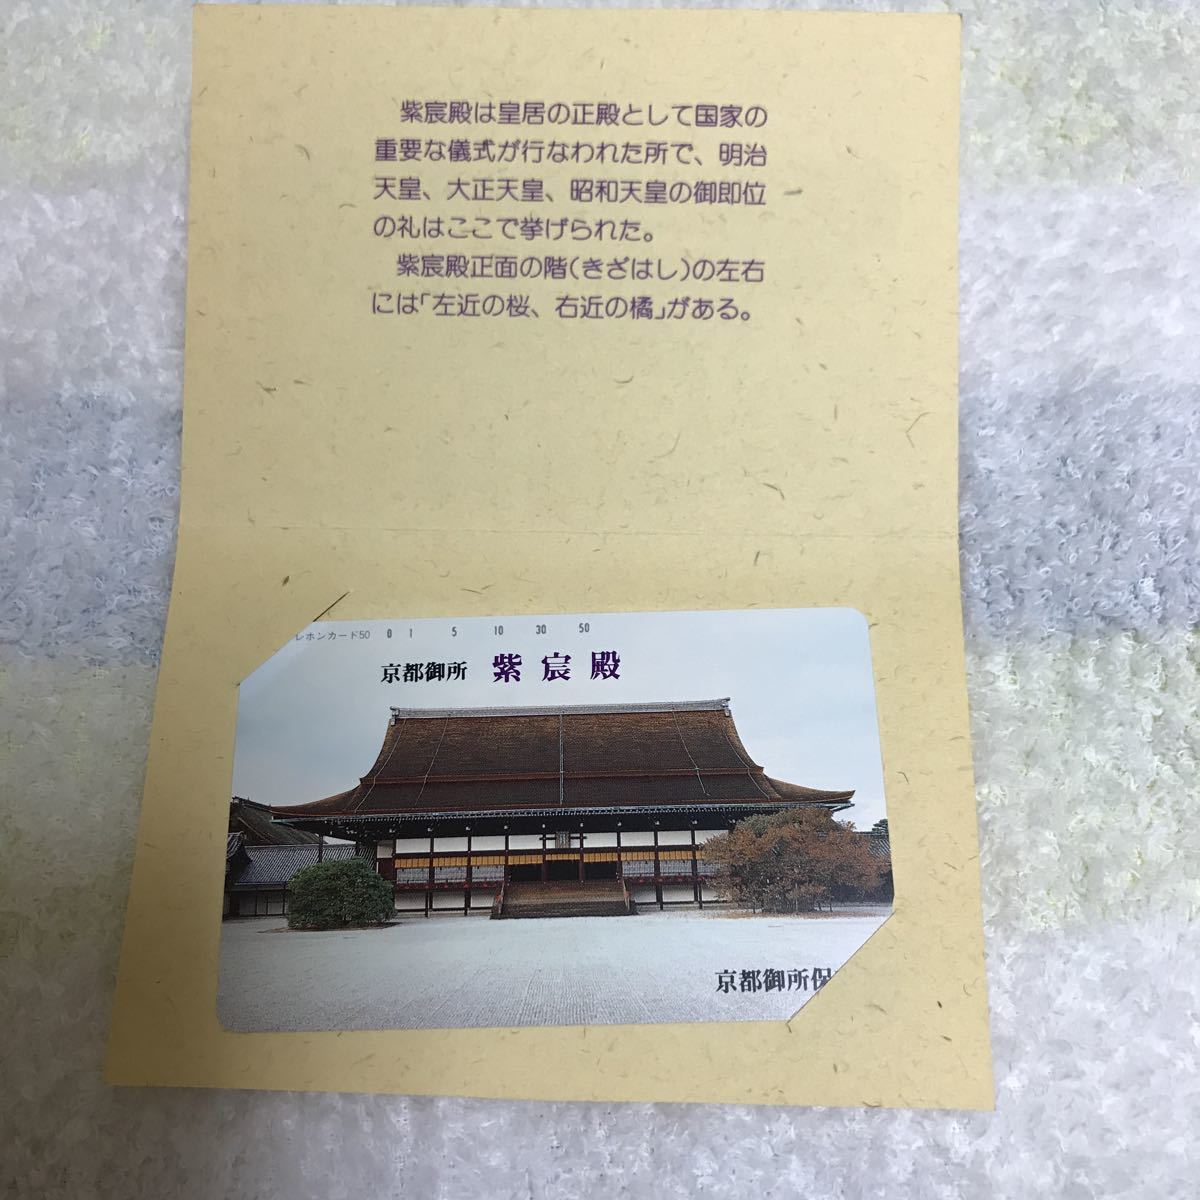 紫宸殿は皇居の正殿として国家の
重要な儀式が行なわれた所で、明治
天皇、大正天皇、昭和天皇の御即位
の礼はここで挙げられた。
紫宸殿正面の階(きざはし)の左右
には「左近の桜、右近の橘」がある。
レホンカード50 0 1 5 10 30 50
京都御所 紫宸殿
京都御所保